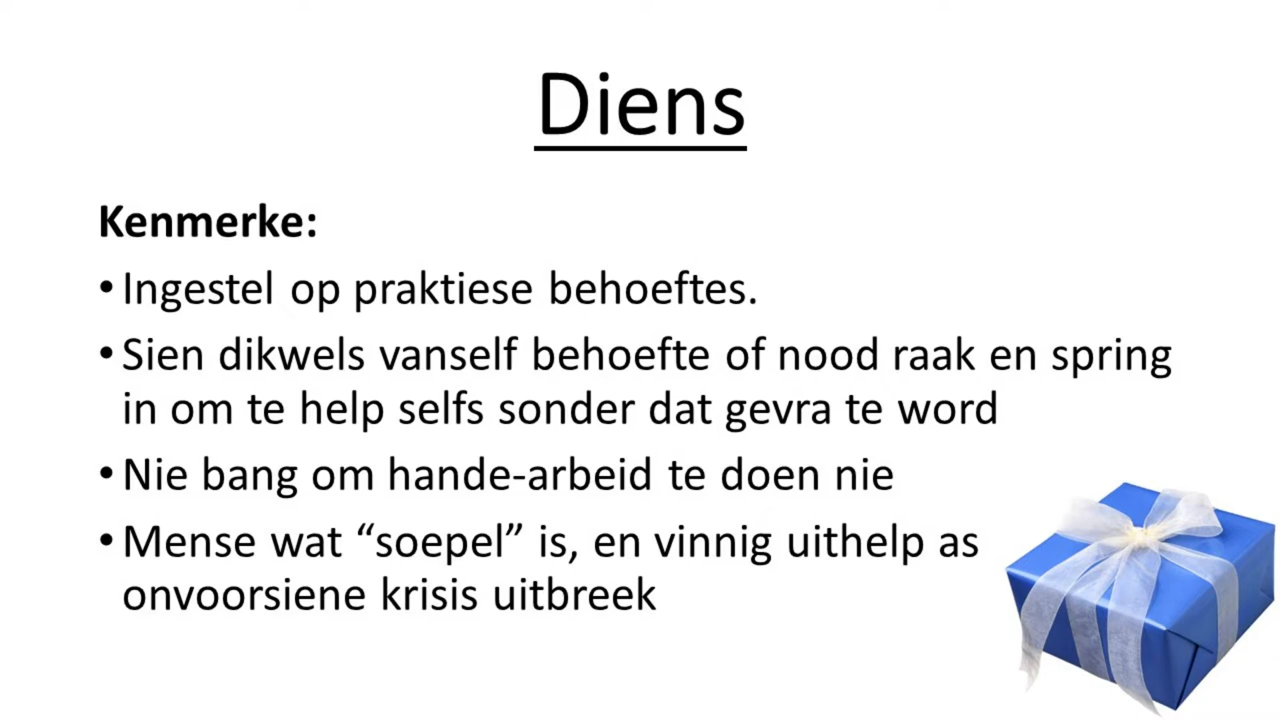 Diens
Kenmerke:
• Ingestel op praktiese behoeftes.
• Sien dikwels vanself behoefte of nood raak en spring
in om te help selfs sonder dat gevra te word
• Nie bang om hande-arbeid te doen nie
• Mense wat “soepel” is, en vinnig uithelp as
onvoorsiene krisis uitbreek